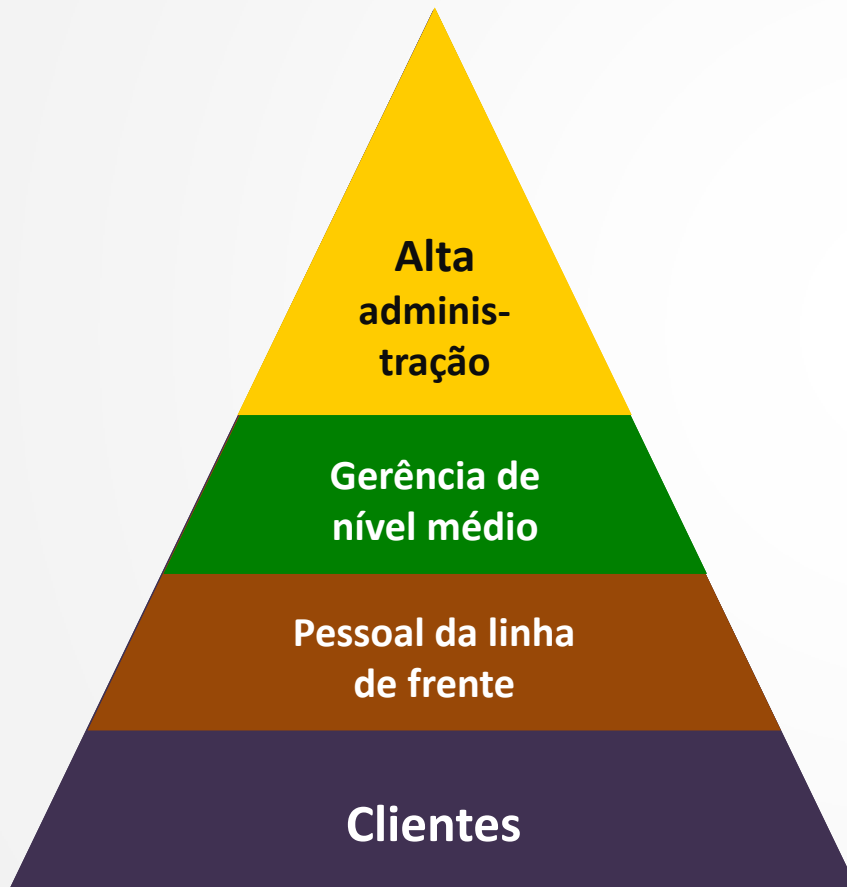 Alta
adminis-
tração
Gerência de
nível médio
Pessoal da linha
de frente
Clientes